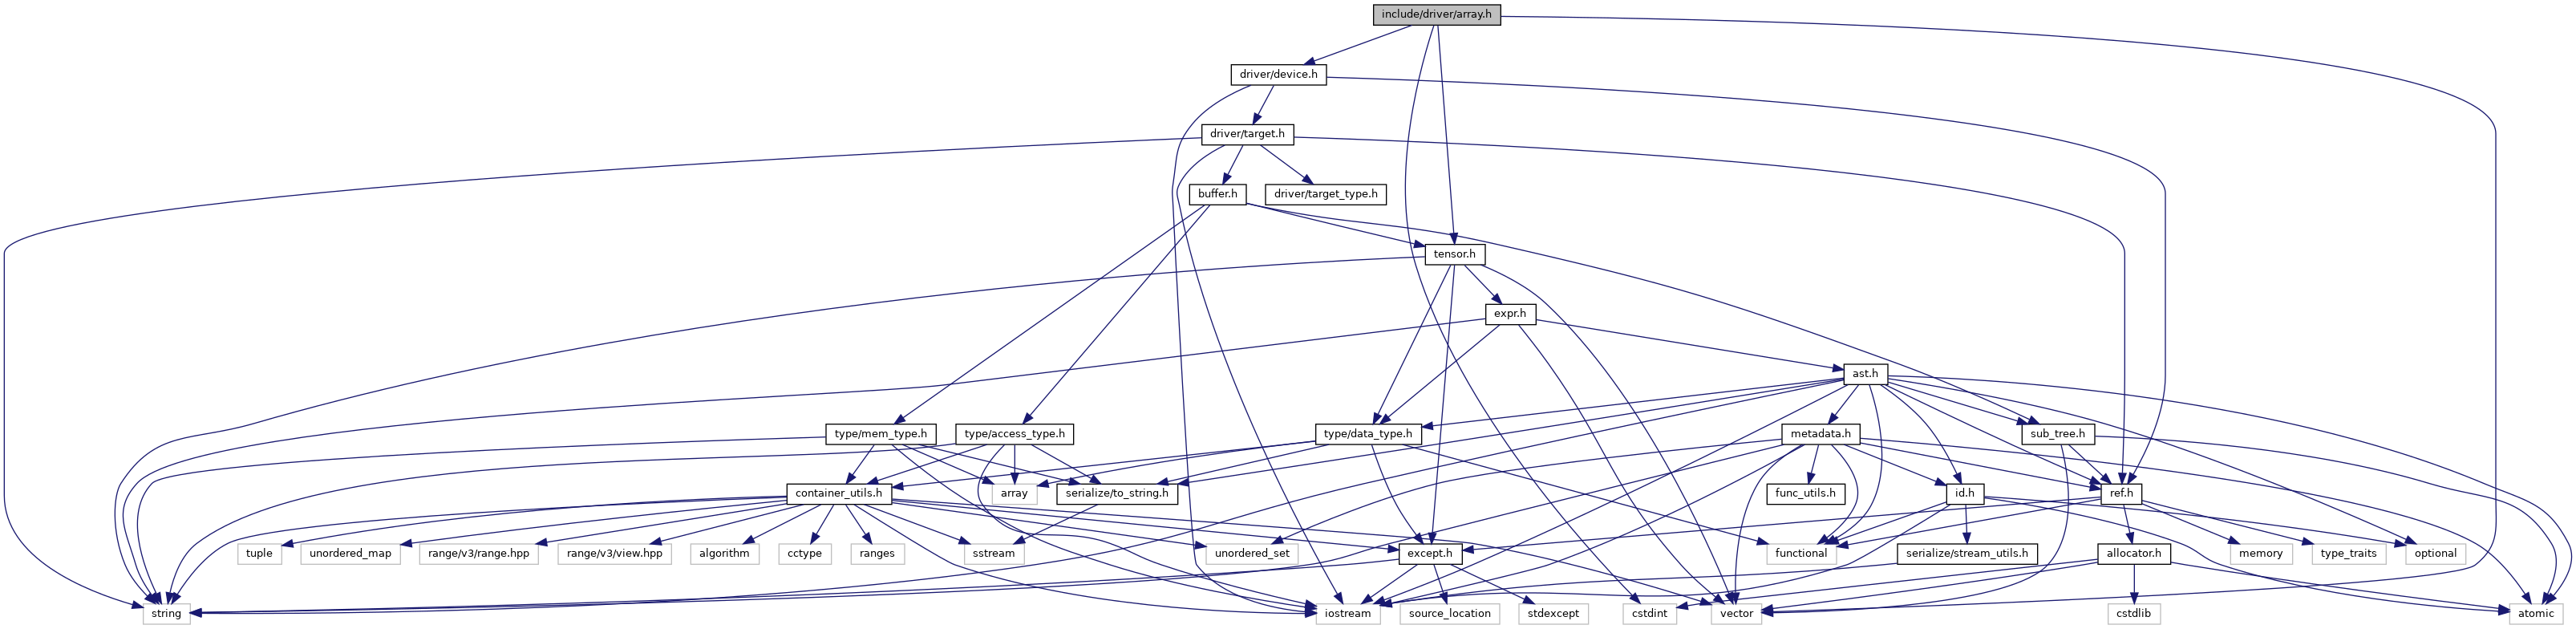 include/driver/array.h
driver/device.h
driver/target.h
buffer.h
driver/target_type.h
tensor.h
expr.h
ast.h
type/mem_type.h
type/access_type.h
type/data_type.h
metadata.h
sub_tree.h
container_utils.h
array
serialize/to_string.h
func_utils.h
id.h
ref.h
tuple
unordered_map
range/v3/range.hpp
range/v3/view.hpp
algorithm
cctype
ranges
sstream
unordered_set
except.h
functional
serialize/stream_utils.h
allocator.h
memory
type_traits
optional
string
iostream
source_location
stdexcept
cstdint
vector
cstdlib
atomic